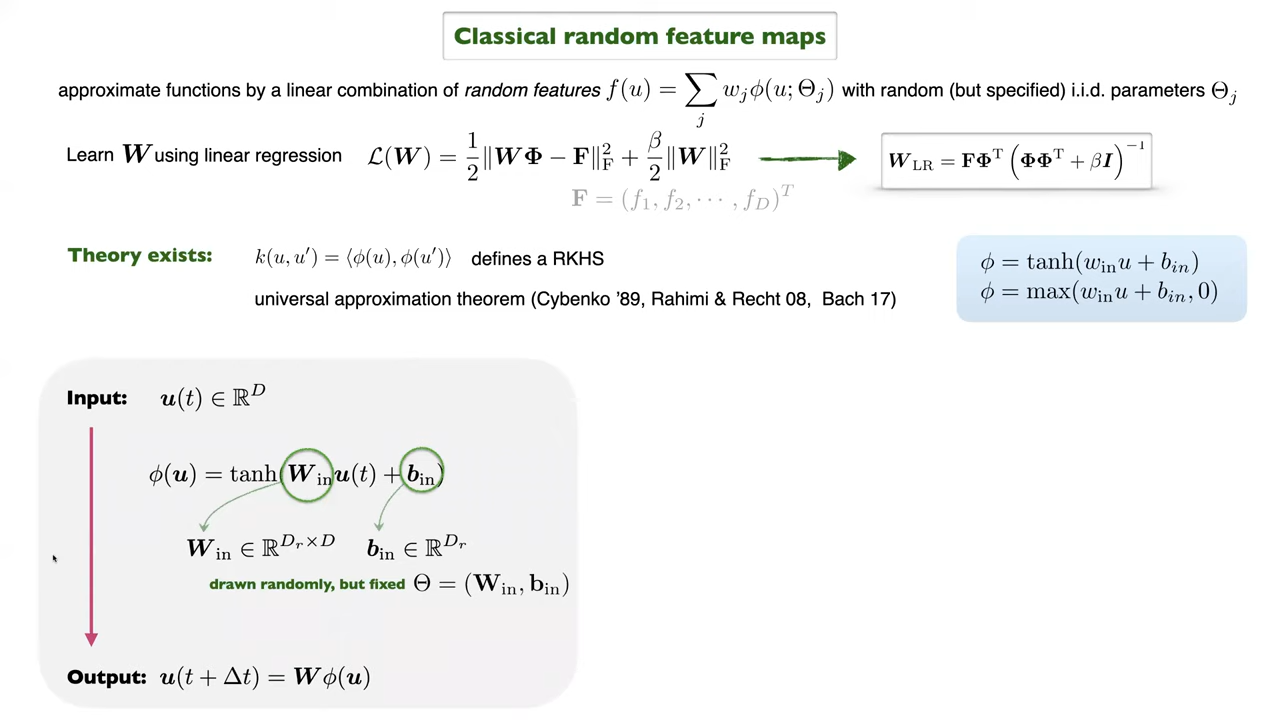 Classical random feature maps
approximate functions by a linear combination of random features f(u) = ∑_j w_j ϕ(u; Θ_j) with random (but specified) i.i.d. parameters Θ_j
Learn W using linear regression L(W) = 1/2 ‖WΦ − F‖²_F + β/2 ‖W‖²_F
W_LR = FΦ^T (ΦΦ^T + βI)^−1
F = (f_1, f_2, ⋯ , f_D)^T
Theory exists: k(u, u′) = ⟨ϕ(u), ϕ(u′)⟩ defines a RKHS
universal approximation theorem (Cybenko '89, Rahimi & Recht 08, Bach 17)
ϕ = tanh(w_in u + b_in)
ϕ = max(w_in u + b_in, 0)
Input: u(t) ∈ ℝ^D
ϕ(u) = tanh(W_in u(t) + b_in)
W_in ∈ ℝ^{D_r×D} b_in ∈ ℝ^{D_r}
drawn randomly, but fixed Θ = (W_in, b_in)
Output: u(t + Δt) = Wϕ(u)